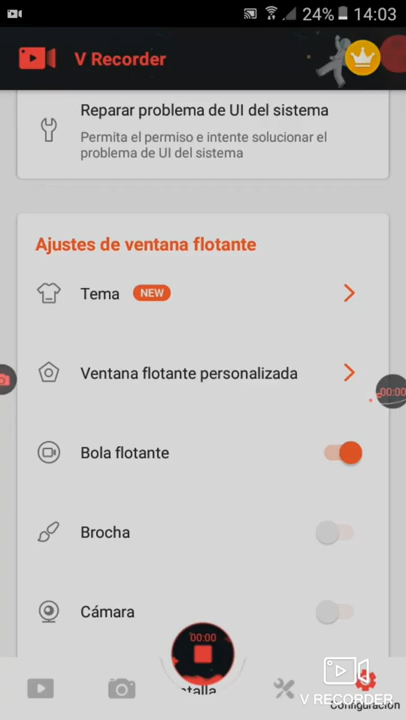 24% 14:03
V Recorder
Reparar problema de UI del sistema
Permita el permiso e intente solucionar el
problema de UI del sistema
Ajustes de ventana flotante
Tema NEW
Ventana flotante personalizada
00:00
Bola flotante
Brocha
Cámara
00:00
V RECORDER
Configuración